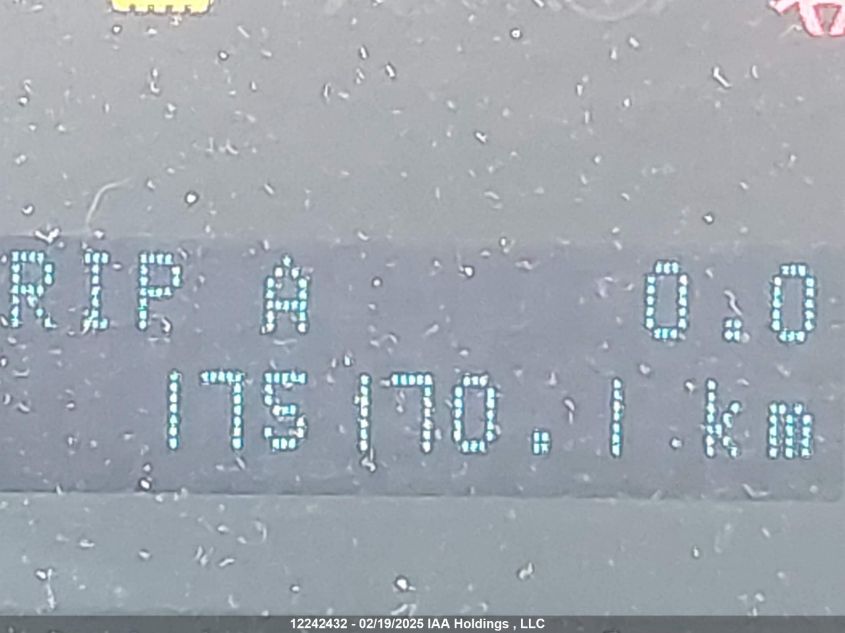 RIP A 0.0
175170.1 km
12242432 - 02/19/2025 IAA Holdings , LLC